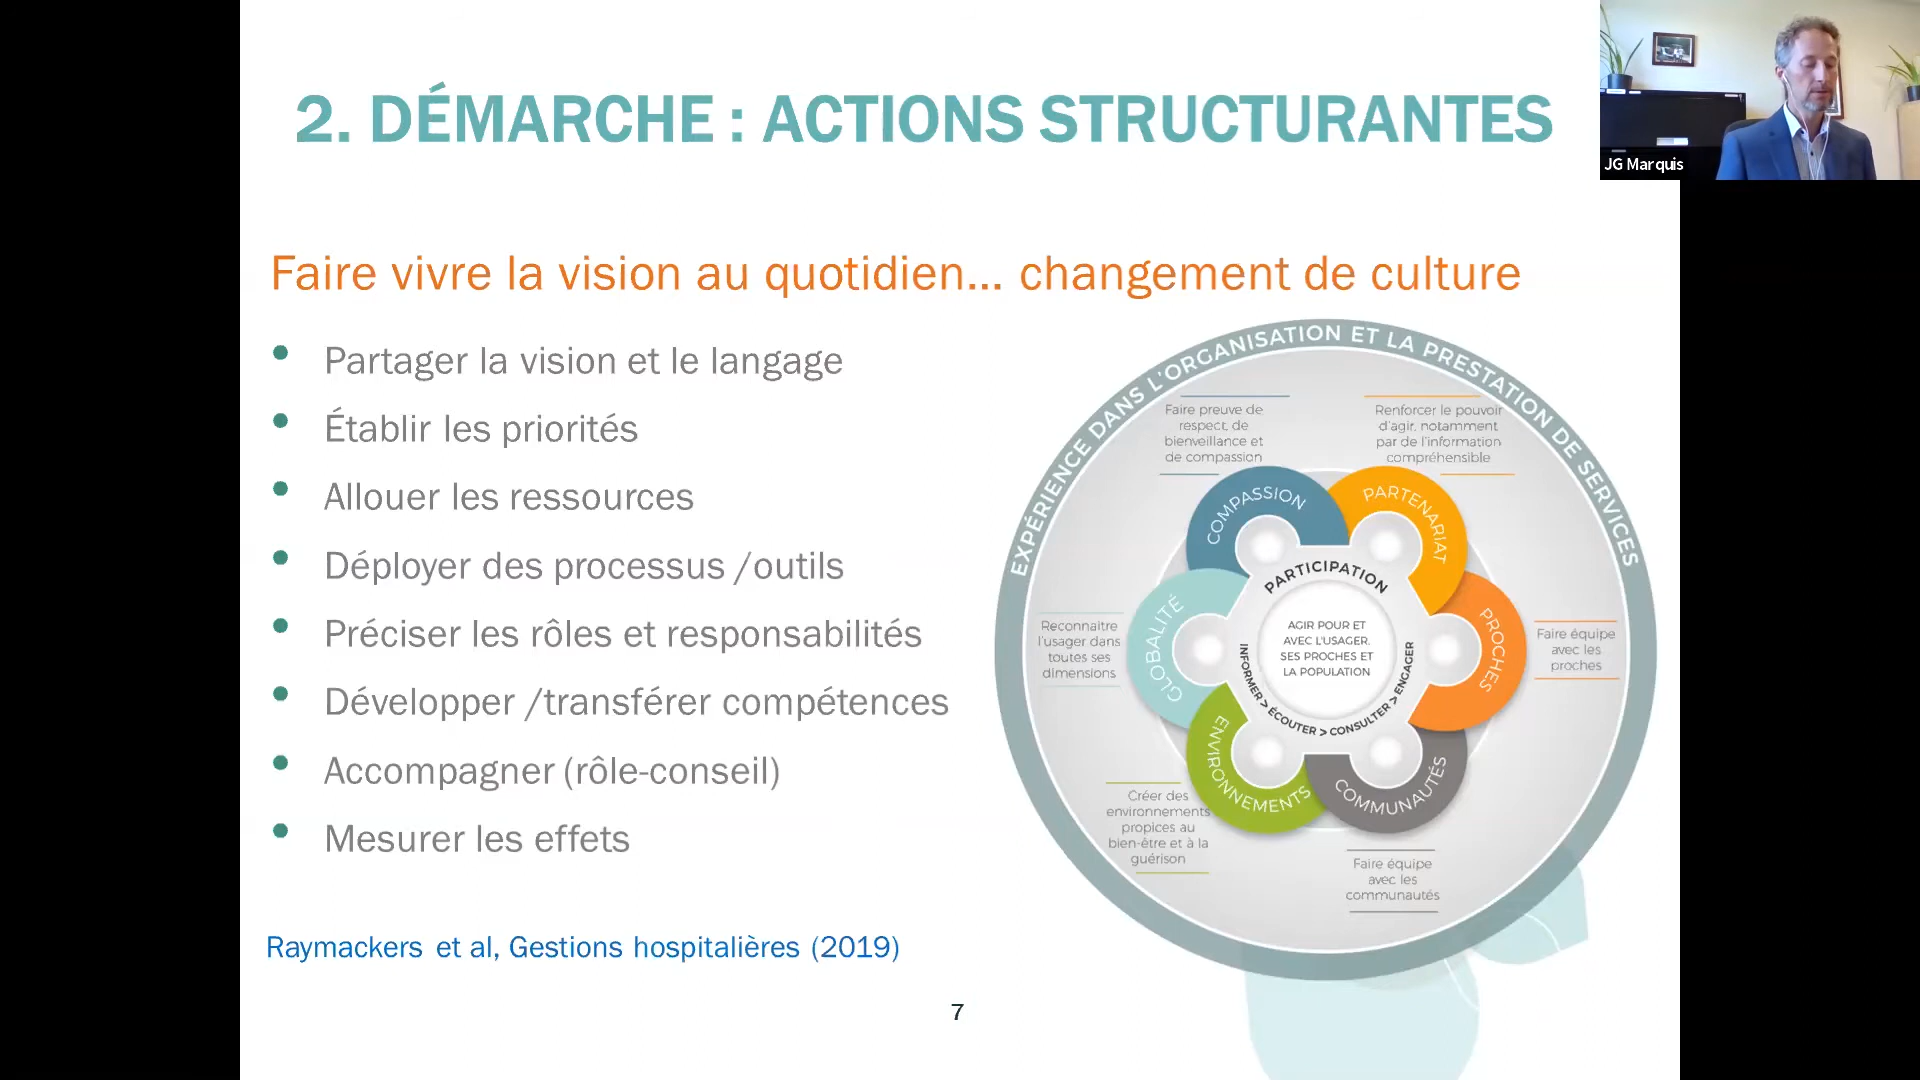 2. DÉMARCHE : ACTIONS STRUCTURANTES
JG Marquis
Faire vivre la vision au quotidien... changement de culture
• Partager la vision et le langage
• Établir les priorités
• Allouer les ressources
• Déployer des processus /outils
• Préciser les rôles et responsabilités
• Développer /transférer compétences
• Accompagner (rôle-conseil)
• Mesurer les effets
Raymackers et al, Gestions hospitalières (2019)
7
EXPÉRIENCE DANS L'ORGANISATION ET LA PRESTATION DE SERVICES
Faire preuve de
respect, de
bienveillance et
de compassion
Renforcer le pouvoir
d'agir, notamment
par de l'information
compréhensible
COMPASSION
PARTENARIAT
PARTICIPATION
GLOBALITÉ
PROCHES
Reconnaitre
l'usager dans
toutes ses
dimensions
AGIR POUR ET
AVEC L'USAGER,
SES PROCHES ET
LA POPULATION
Faire équipe
avec les
proches
INFORMER > ÉCOUTER > CONSULTER > ENGAGER
ENVIRONNEMENTS
COMMUNAUTÉS
Créer des
environnements
propices au
bien-être et à la
guérison
Faire équipe
avec les
communautés